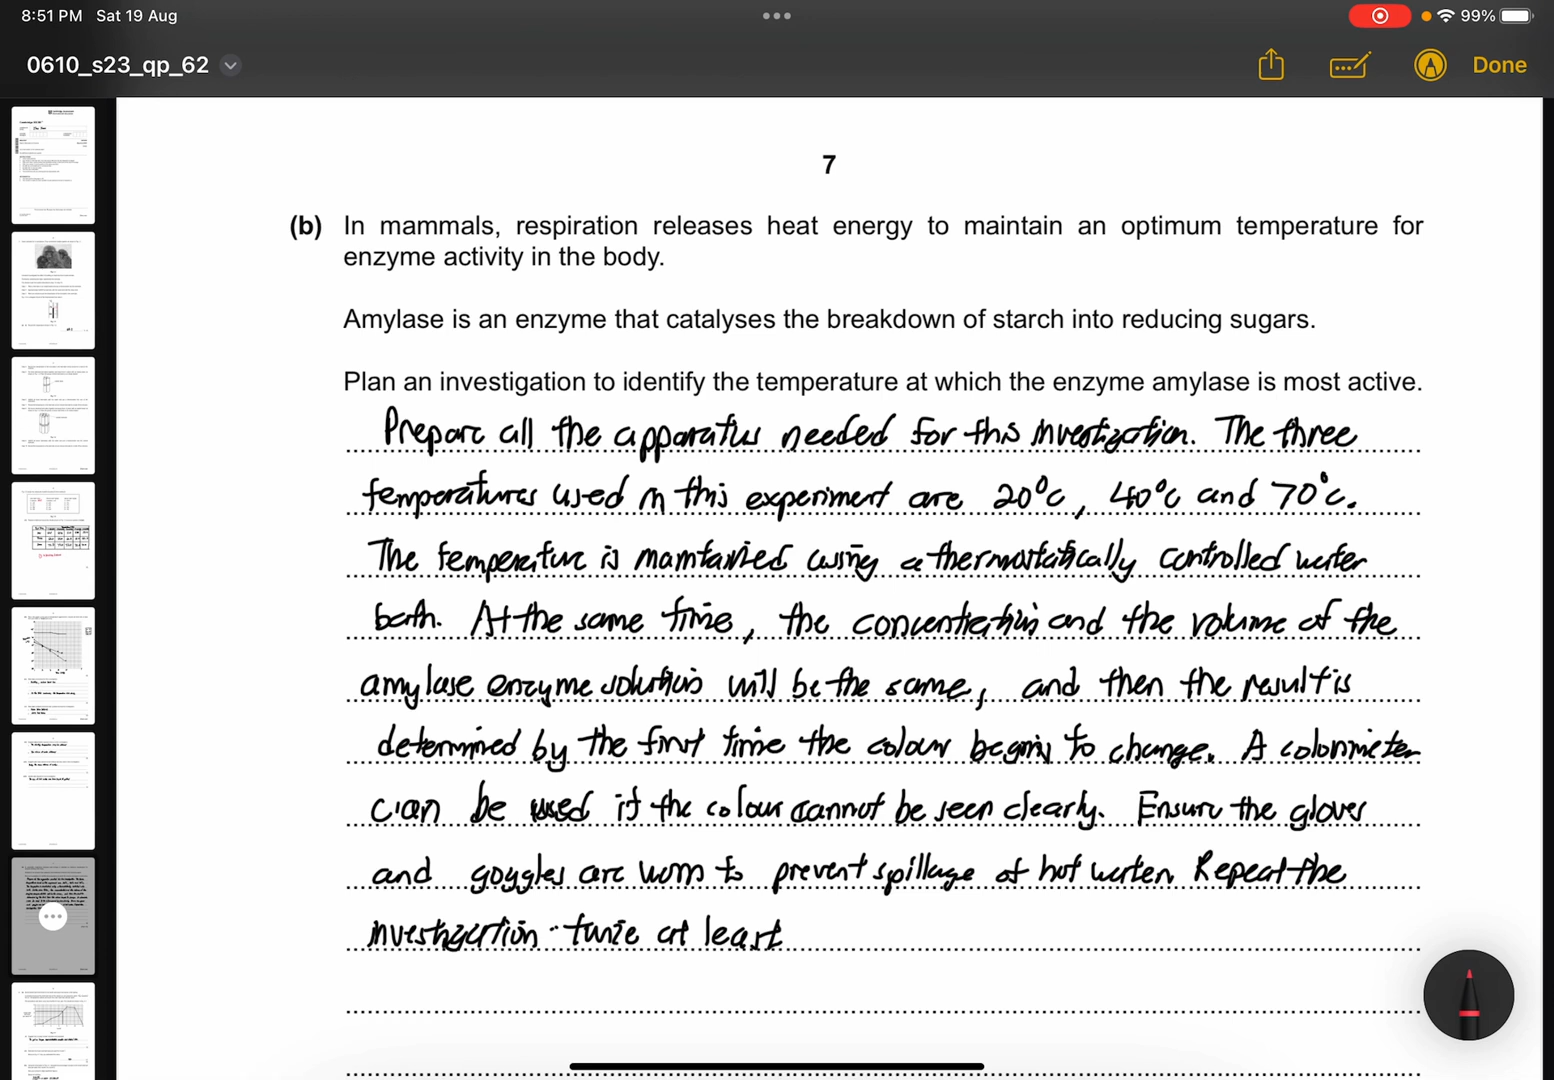 8:51 PM Sat 19 Aug
99%
0610_s23_qp_62
Done
7
(b) In mammals, respiration releases heat energy to maintain an optimum temperature for
enzyme activity in the body.
Amylase is an enzyme that catalyses the breakdown of starch into reducing sugars.
Plan an investigation to identify the temperature at which the enzyme amylase is most active.
Prepare all the apparatus needed for this investigation. The three
temperatures used in this experiment are 20°C, 40°C and 70°C.
The temperature is maintained using a thermostatically controlled water
bath. At the same time, the concentration and the volume of the
amylase enzyme solution will be the same, and then the result is
determined by the first time the colour begins to change. A colorimeter
can be used if the colour cannot be seen clearly. Ensure the gloves
and goggles are worn to prevent spillage of hot water. Repeat the
investigation twice at least